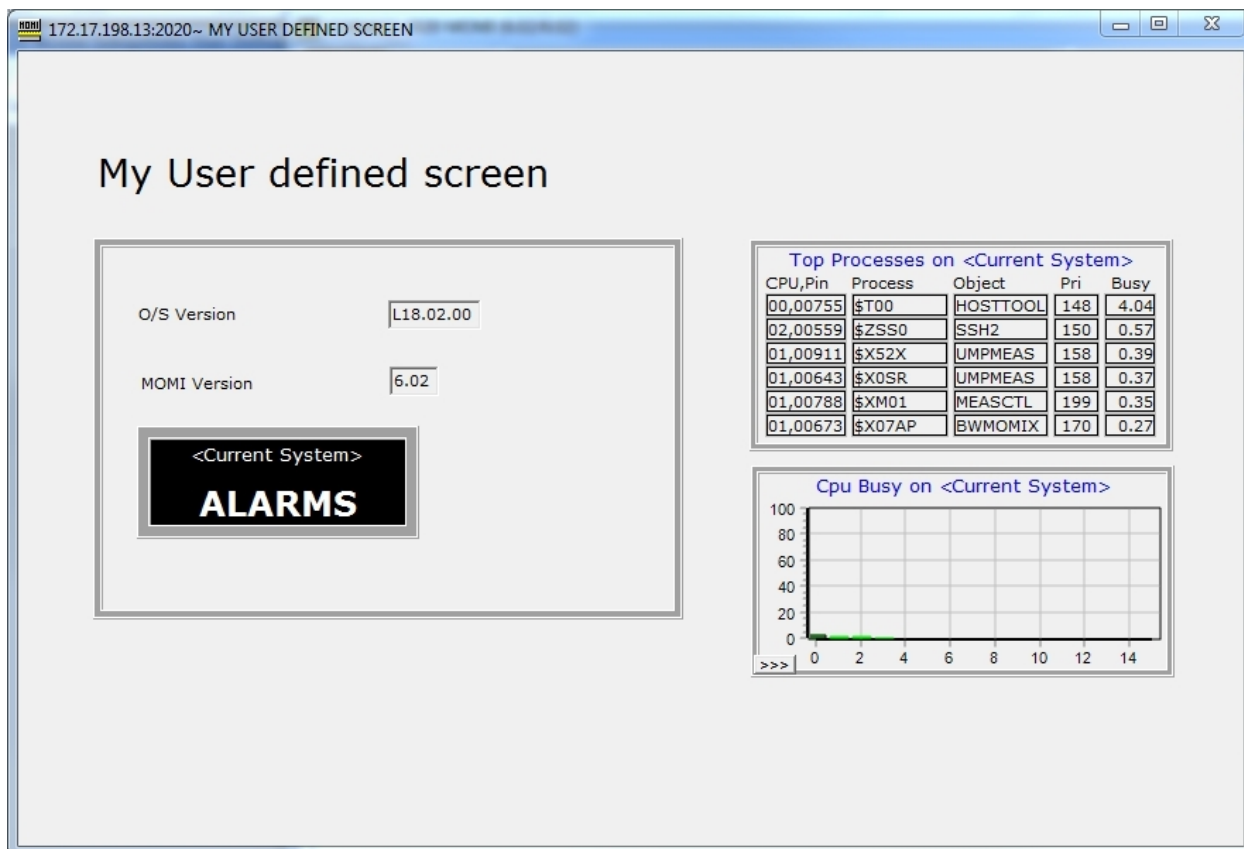 MOMI 172.17.198.13:2020~ MY USER DEFINED SCREEN
My User defined screen
O/S Version L18.02.00
MOMI Version 6.02
<Current System>
ALARMS
Top Processes on <Current System>
CPU,Pin Process Object Pri Busy
00,00755 $T00 HOSTTOOL 148 4.04
02,00559 $ZSS0 SSH2 150 0.57
01,00911 $X52X UMPMEAS 158 0.39
01,00643 $X0SR UMPMEAS 158 0.37
01,00788 $XM01 MEASCTL 199 0.35
01,00673 $X07AP BWMOMIX 170 0.27
Cpu Busy on <Current System>
100
80
60
40
20
0
>>> 0 2 4 6 8 10 12 14